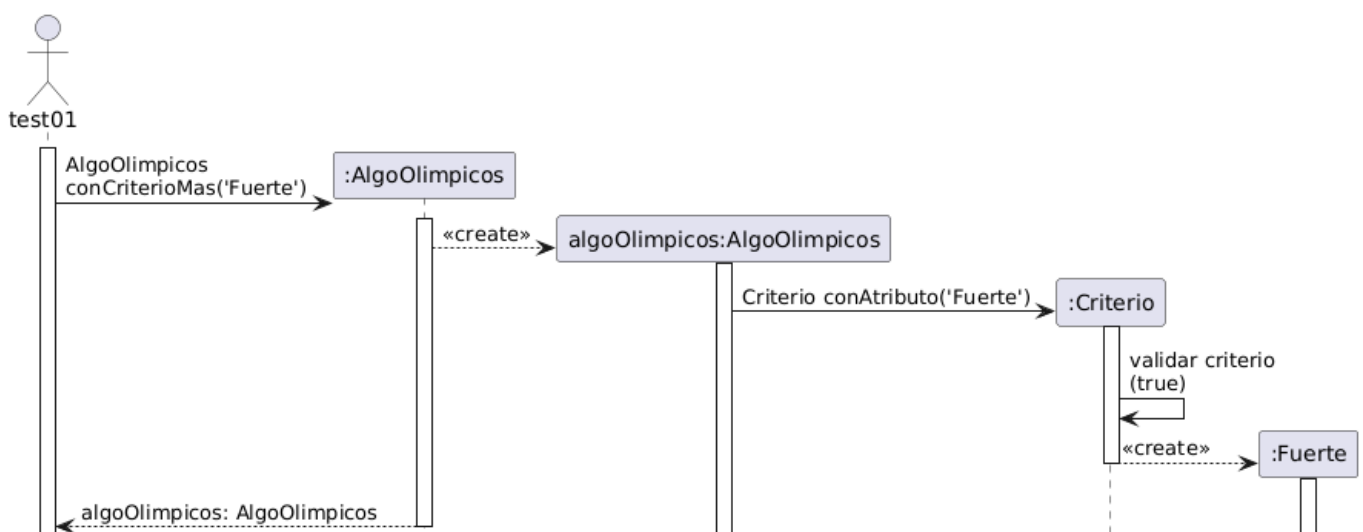 test01
AlgoOlimpicos
conCriterioMas('Fuerte')
:AlgoOlimpicos
«create»
algoOlimpicos:AlgoOlimpicos
Criterio conAtributo('Fuerte')
:Criterio
validar criterio
(true)
«create»
:Fuerte
algoOlimpicos: AlgoOlimpicos